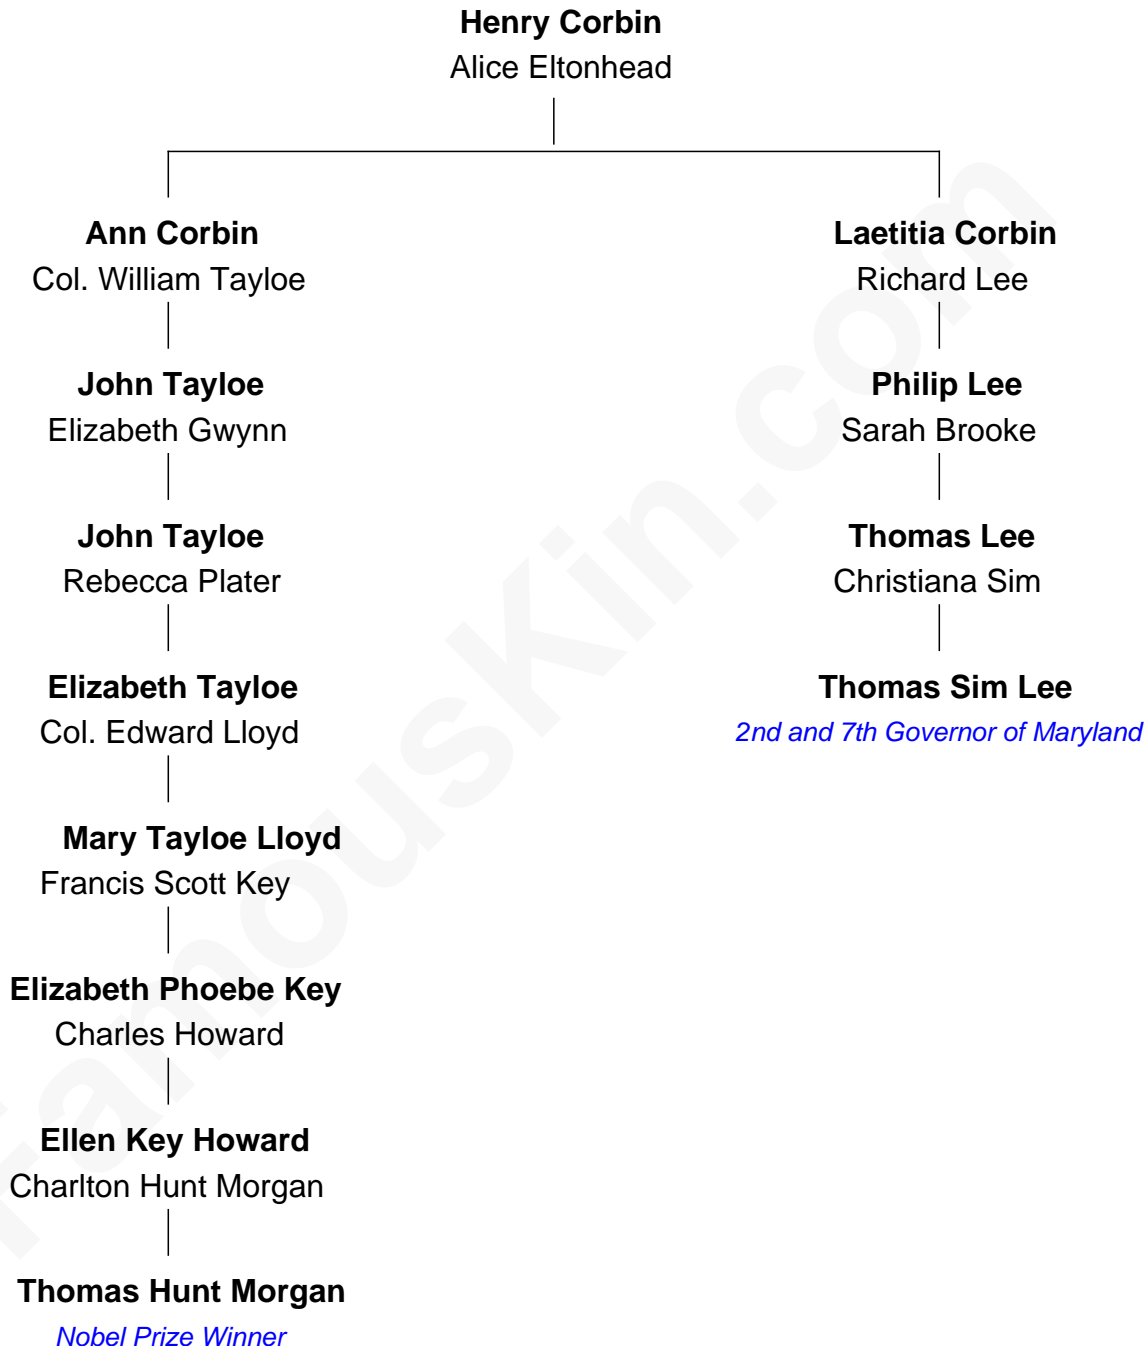 Henry Corbin
Alice Eltonhead
Ann Corbin
Col. William Tayloe
John Tayloe
Elizabeth Gwynn
John Tayloe
Rebecca Plater
Elizabeth Tayloe
Col. Edward Lloyd
Mary Tayloe Lloyd
Francis Scott Key
Elizabeth Phoebe Key
Charles Howard
Ellen Key Howard
Charlton Hunt Morgan
Thomas Hunt Morgan
Nobel Prize Winner
Laetitia Corbin
Richard Lee
Philip Lee
Sarah Brooke
Thomas Lee
Christiana Sim
Thomas Sim Lee
2nd and 7th Governor of Maryland
FamousKin.com